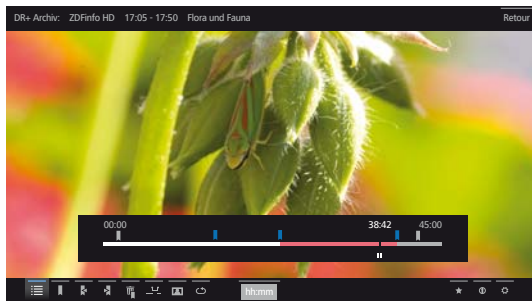 DR+ Archiv: ZDFinfo HD 17:05 - 17:50 Flora und Fauna Retour
00:00 38:42 45:00
hh:mm